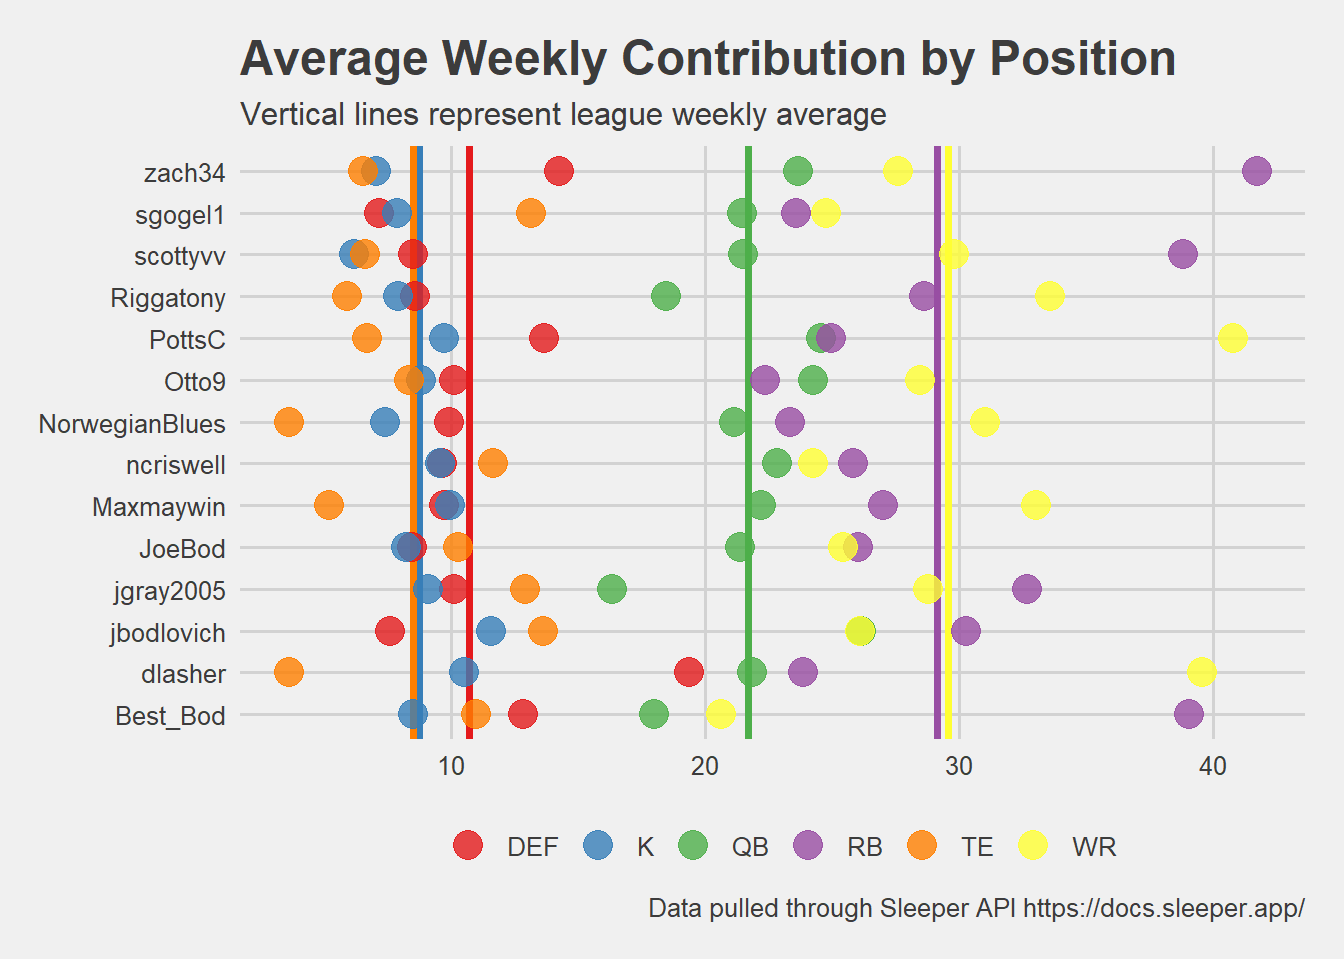 Average Weekly Contribution by Position
Vertical lines represent league weekly average
zach34
sgogel1
scottyvv
Riggatony
PottsC
Otto9
NorwegianBlues
ncriswell
Maxmaywin
JoeBod
jgray2005
jbodlovich
dlasher
Best_Bod
10 20 30 40
DEF K QB RB TE WR
Data pulled through Sleeper API https://docs.sleeper.app/